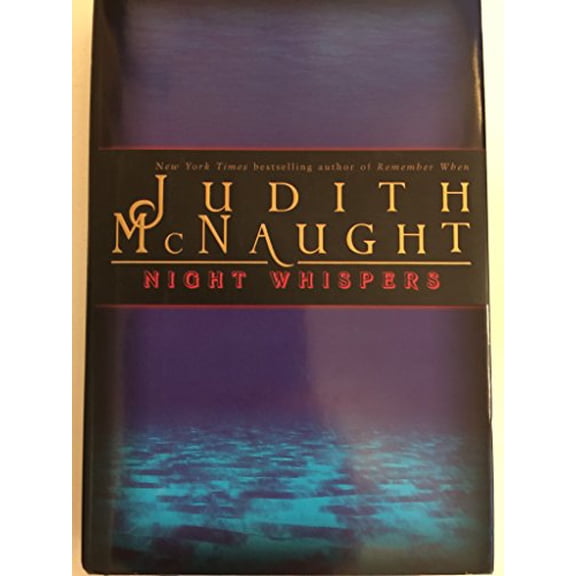 New York Times bestselling author of Remember When
JUDITH
MCNAUGHT
NIGHT WHISPERS